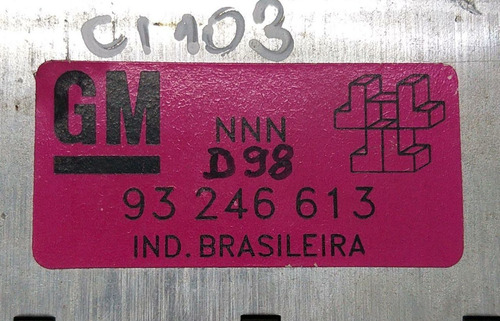 C1103
GM
NNN
D98
93 246 613
IND. BRASILEIRA